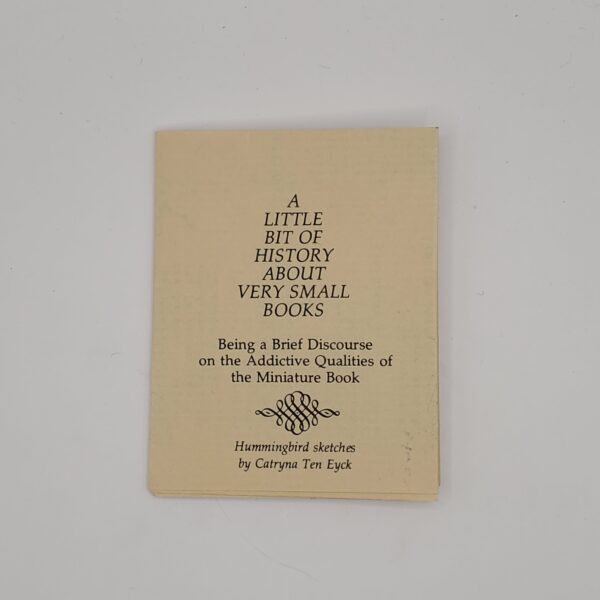 A
LITTLE
BIT OF
HISTORY
ABOUT
VERY SMALL
BOOKS
Being a Brief Discourse
on the Addictive Qualities of
the Miniature Book
Hummingbird sketches
by Catryna Ten Eyck